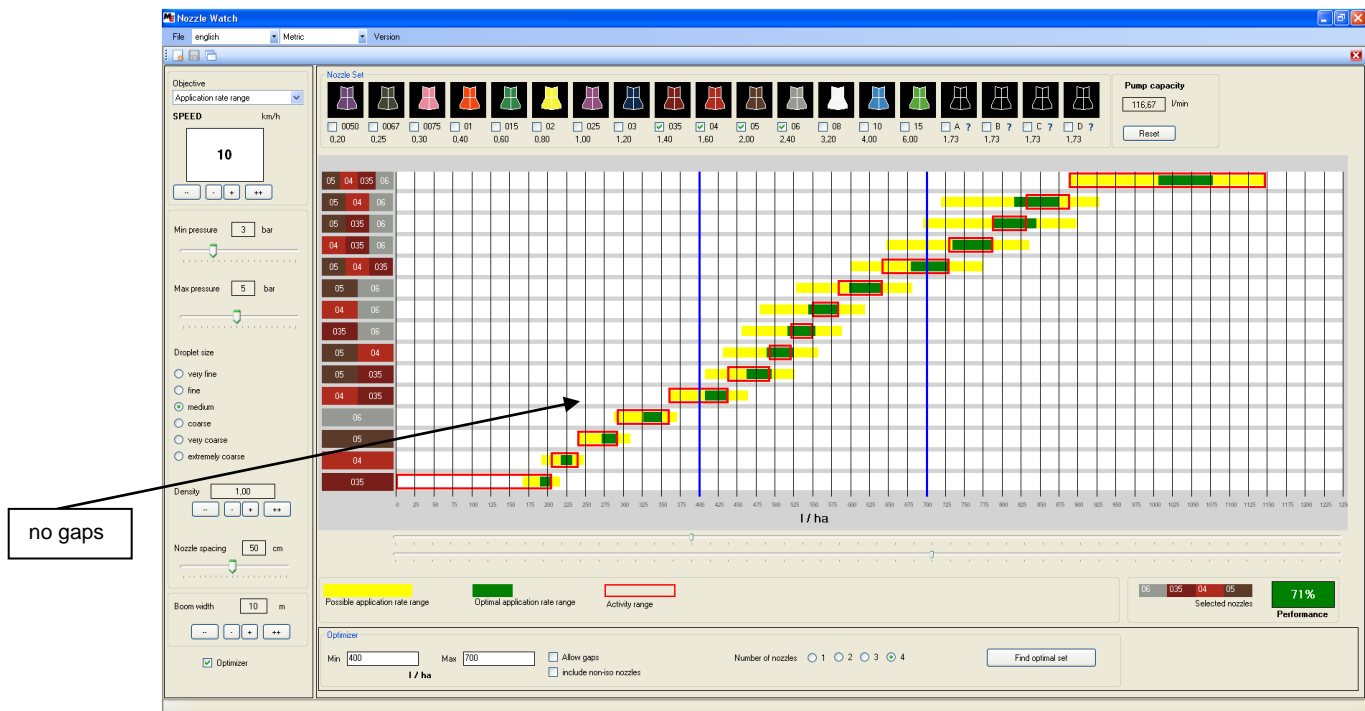 Nozzle Watch
File english Metric Version
Objective
Application rate range
SPEED km/h
10
-- - + ++
Min pressure 3 bar
Max pressure 5 bar
Droplet size
very fine
fine
medium
coarse
very coarse
extremely coarse
Density 1,00
-- - + ++
Nozzle spacing 50 cm
Boom width 10 m
-- - + ++
Optimizer
no gaps
Nozzle Set
0050 0067 0075 01 015 02 025 03 035 04 05 06 08 10 15 A ? B ? C ? D ?
0,20 0,25 0,30 0,40 0,60 0,80 1,00 1,20 1,40 1,60 2,00 2,40 3,20 4,00 6,00 1,73 1,73 1,73 1,73
Pump capacity
116,67 l/min
Reset
05 04 035 06
05 04 06
05 035 06
04 035 06
05 04 035
05 06
04 06
035 06
05 04
05 035
04 035
06
05
04
035
0 25 50 75 100 125 150 175 200 225 250 275 300 325 350 375 400 425 450 475 500 525 550 575 600 625 650 675 700 725 750 775 800 825 850 875 900 925 950 975 1000 1025 1050 1075 1100 1125 1150 1175 1200 1225
l / ha
Possible application rate range Optimal application rate range Activity range
06 035 04 05
Selected nozzles
71%
Performance
Optimizer
Min 400 Max 700 Allow gaps Number of nozzles 1 2 3 4 Find optimal set
l / ha include non-iso nozzles